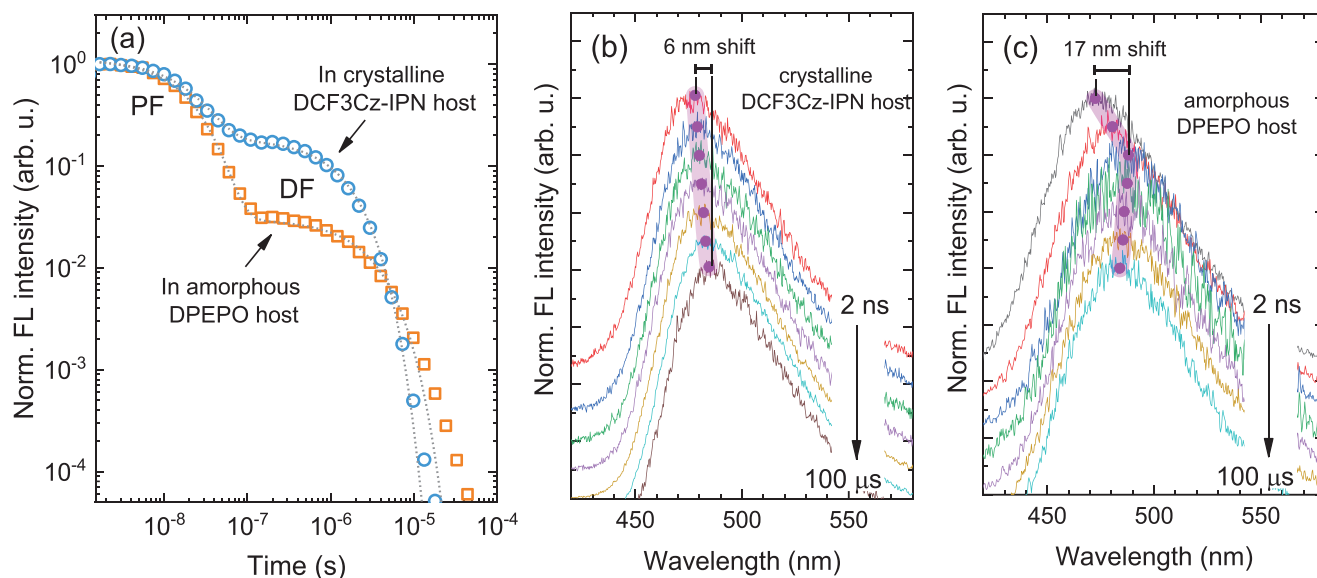 (a)
In crystalline
DCF3Cz-IPN host
PF
DF
In amorphous
DPEPO host
Norm. FL intensity (arb. u.)
10⁰
10⁻¹
10⁻²
10⁻³
10⁻⁴
10⁻⁸
10⁻⁷
10⁻⁶
10⁻⁵
10⁻⁴
Time (s)
(b)
6 nm shift
crystalline
DCF3Cz-IPN host
Norm. FL intensity (arb. u.)
2 ns
100 μs
450
500
550
Wavelength (nm)
(c)
17 nm shift
amorphous
DPEPO host
Norm. FL intensity (arb. u.)
2 ns
100 μs
450
500
550
Wavelength (nm)